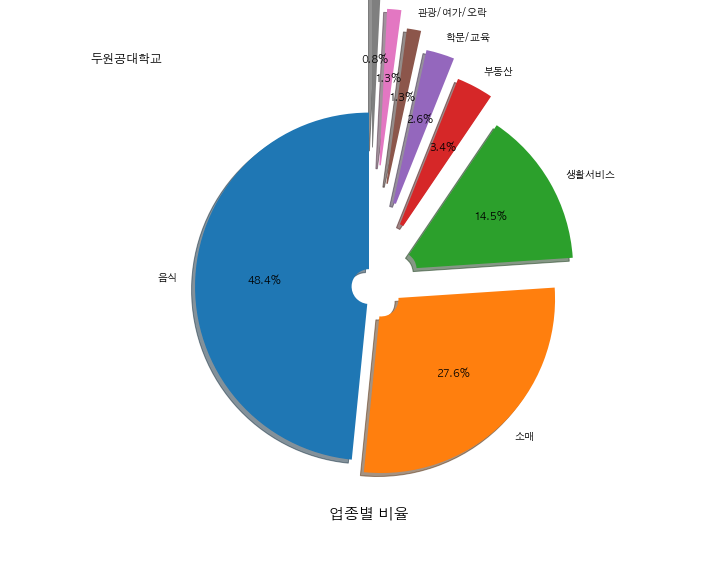 관광/여가/오락
학문/교육
두원공대학교
0.8%
부동산
1.3%
1.3%
2.6%
3.4%
생활서비스
14.5%
음식
48.4%
27.6%
소매
업종별 비율